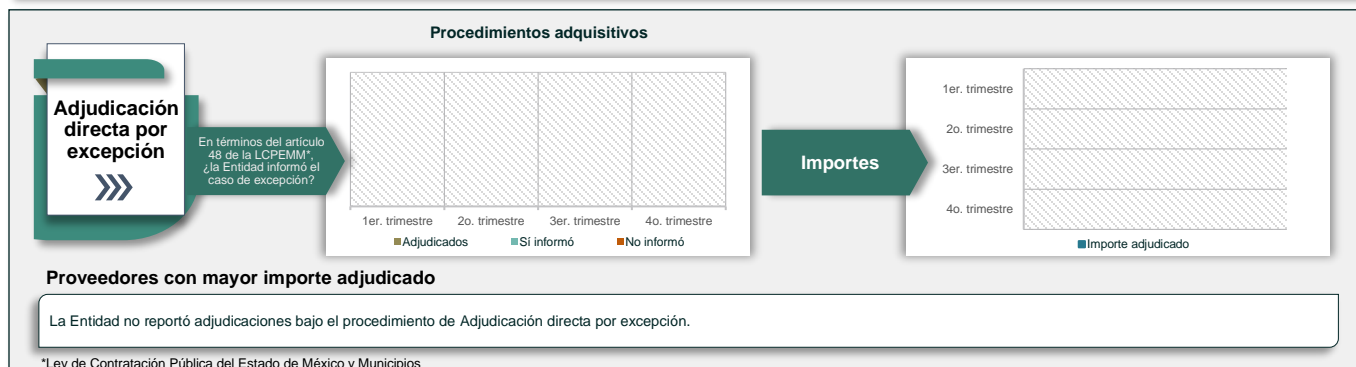 Procedimientos adquisitivos
Adjudicación
directa por
excepción
En términos del artículo
48 de la LCPEMM*,
¿la Entidad informó el
caso de excepción?
1er. trimestre
2o. trimestre
3er. trimestre
4o. trimestre
Adjudicados
Sí informó
No informó
Importes
1er. trimestre
2o. trimestre
3er. trimestre
4o. trimestre
Importe adjudicado
Proveedores con mayor importe adjudicado
La Entidad no reportó adjudicaciones bajo el procedimiento de Adjudicación directa por excepción.
*Ley de Contratación Pública del Estado de México y Municipios